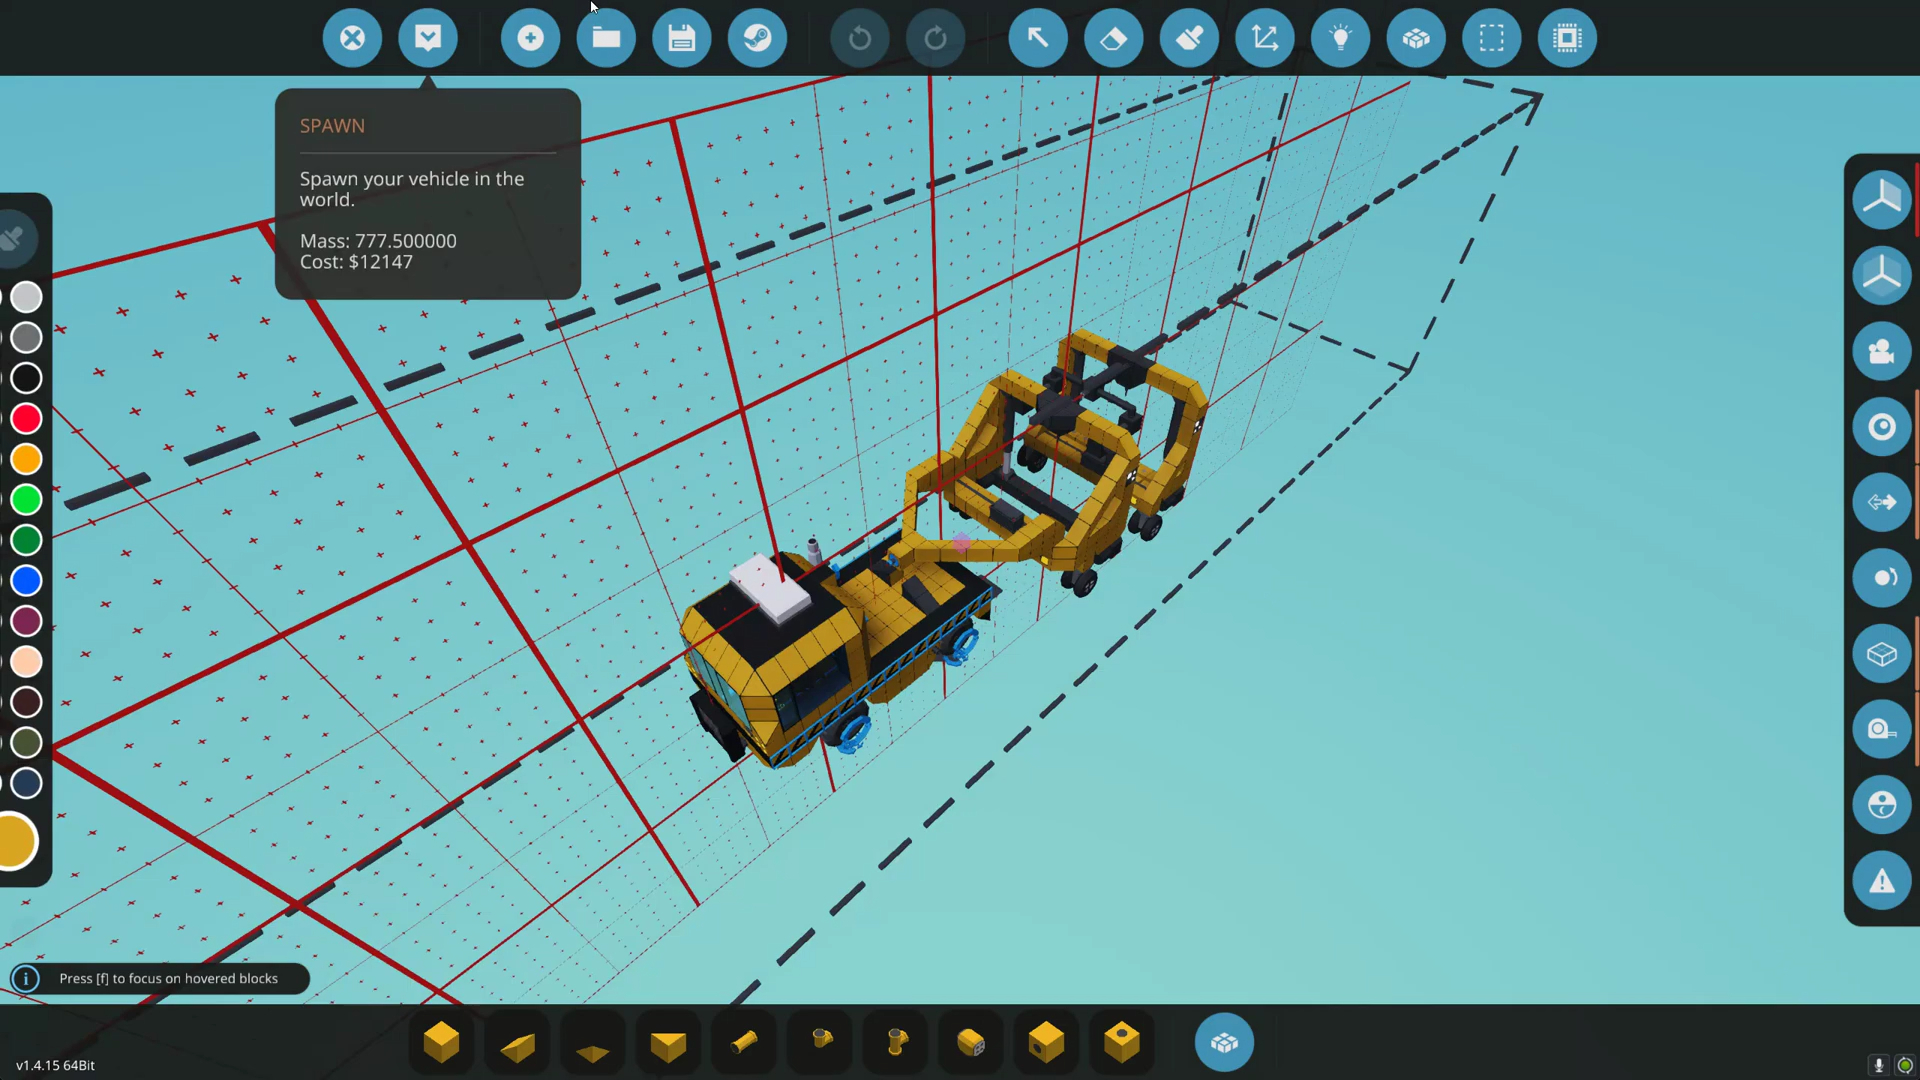 SPAWN
Spawn your vehicle in the
world.
Mass: 777.500000
Cost: $12147
Press [f] to focus on hovered blocks
v1.4.15 64Bit